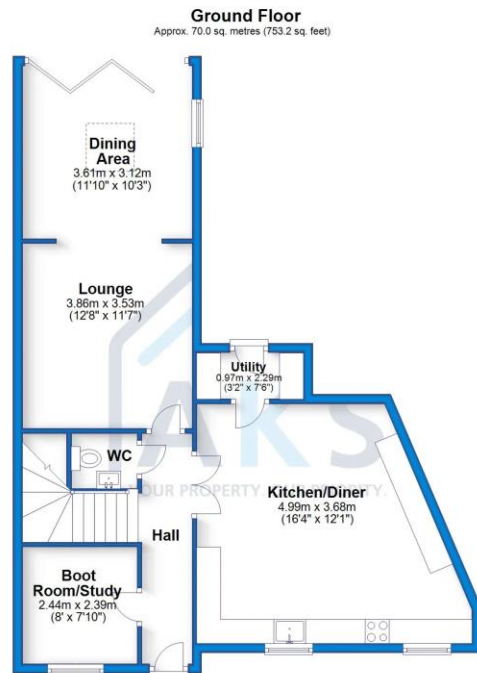 Ground Floor
Approx. 70.0 sq. metres (753.2 sq. feet)
Dining
Area
3.61m x 3.12m
(11'10" x 10'3")
Lounge
3.86m x 3.53m
(12'8" x 11'7")
Utility
0.97m x 2.29m
(3'2" x 7'6")
WC
AKS
YOUR PROPERTY. OUR PROPERTY.
Kitchen/Diner
4.99m x 3.68m
(16'4" x 12'1")
Hall
Boot
Room/Study
2.44m x 2.39m
(8' x 7'10")